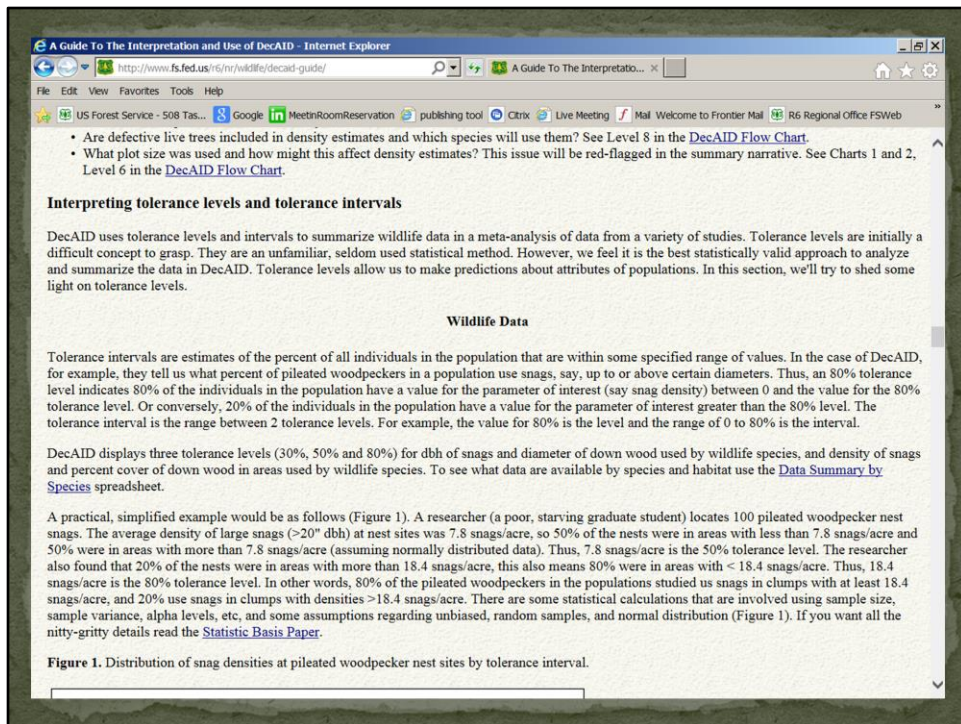 A Guide To The Interpretation and Use of DecAID - Internet Explorer
http://www.fs.fed.us/r6/nr/wildlife/decaid-guide/
A Guide To The Interpretatio...
File Edit View Favorites Tools Help
US Forest Service - 508 Tas... Google MeetinRoomReservation publishing tool Citrix Live Meeting Mail Welcome to Frontier Mail R6 Regional Office FSWeb
• Are defective live trees included in density estimates and which species will use them? See Level 8 in the DecAID Flow Chart.
• What plot size was used and how might this affect density estimates? This issue will be red-flagged in the summary narrative. See Charts 1 and 2,
Level 6 in the DecAID Flow Chart.
Interpreting tolerance levels and tolerance intervals
DecAID uses tolerance levels and intervals to summarize wildlife data in a meta-analysis of data from a variety of studies. Tolerance levels are initially a
difficult concept to grasp. They are an unfamiliar, seldom used statistical method. However, we feel it is the best statistically valid approach to analyze
and summarize the data in DecAID. Tolerance levels allow us to make predictions about attributes of populations. In this section, we'll try to shed some
light on tolerance levels.
Wildlife Data
Tolerance intervals are estimates of the percent of all individuals in the population that are within some specified range of values. In the case of DecAID,
for example, they tell us what percent of pileated woodpeckers in a population use snags, say, up to or above certain diameters. Thus, an 80% tolerance
level indicates 80% of the individuals in the population have a value for the parameter of interest (say snag density) between 0 and the value for the 80%
tolerance level. Or conversely, 20% of the individuals in the population have a value for the parameter of interest greater than the 80% level. The
tolerance interval is the range between 2 tolerance levels. For example, the value for 80% is the level and the range of 0 to 80% is the interval.
DecAID displays three tolerance levels (30%, 50% and 80%) for dbh of snags and diameter of down wood used by wildlife species, and density of snags
and percent cover of down wood in areas used by wildlife species. To see what data are available by species and habitat use the Data Summary by
Species spreadsheet.
A practical, simplified example would be as follows (Figure 1). A researcher (a poor, starving graduate student) locates 100 pileated woodpecker nest
snags. The average density of large snags (>20" dbh) at nest sites was 7.8 snags/acre, so 50% of the nests were in areas with less than 7.8 snags/acre and
50% were in areas with more than 7.8 snags/acre (assuming normally distributed data). Thus, 7.8 snags/acre is the 50% tolerance level. The researcher
also found that 20% of the nests were in areas with more than 18.4 snags/acre, this also means 80% were in areas with < 18.4 snags/acre. Thus, 18.4
snags/acre is the 80% tolerance level. In other words, 80% of the pileated woodpeckers in the populations studied us snags in clumps with at least 18.4
snags/acre, and 20% use snags in clumps with densities >18.4 snags/acre. There are some statistical calculations that are involved using sample size,
sample variance, alpha levels, etc, and some assumptions regarding unbiased, random samples, and normal distribution (Figure 1). If you want all the
nitty-gritty details read the Statistic Basis Paper.
Figure 1. Distribution of snag densities at pileated woodpecker nest sites by tolerance interval.